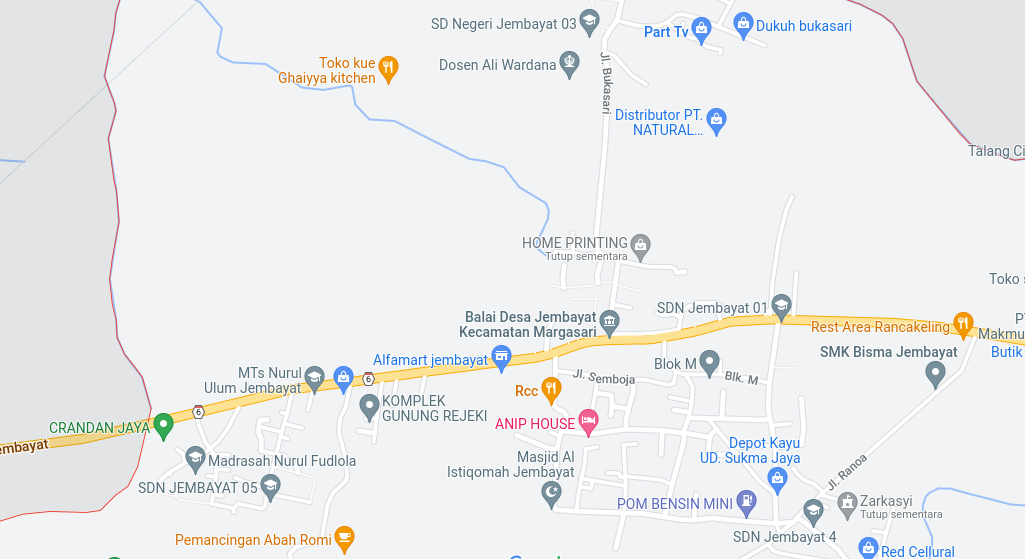 SD Negeri Jembayat 03
Part Tv
Dukuh bukasari
Toko kue
Ghaiyya kitchen
Dosen Ali Wardana
Jl. Bukasari
Distributor PT.
NATURAL...
Talang Ci
HOME PRINTING
Tutup sementara
Toko s
SDN Jembayat 01
Balai Desa Jembayat
Kecamatan Margasari
Rest Area Rancakeling
Makmu
Butik
Alfamart jembayat
SMK Bisma Jembayat
Blok M
Blk. M
Jl. Semboja
MTs Nurul
Ulum Jembayat
6
Rcc
KOMPLEK
GUNUNG REJEKI
6
ANIP HOUSE
CRANDAN JAYA
embayat
Depot Kayu
UD. Sukma Jaya
Madrasah Nurul Fudlola
Masjid Al
Istiqomah Jembayat
Jl. Ranoa
SDN JEMBAYAT 05
POM BENSIN MINI
Zarkasyi
Tutup sementara
SDN Jembayat 4
Pemancingan Abah Romi
Red Cellural